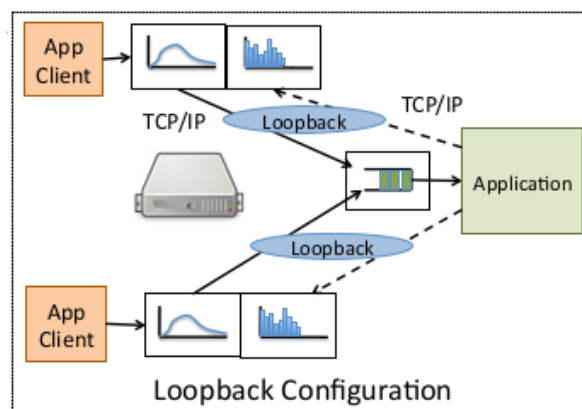 App
Client
TCP/IP
Loopback
TCP/IP
Application
Loopback
App
Client
Loopback Configuration